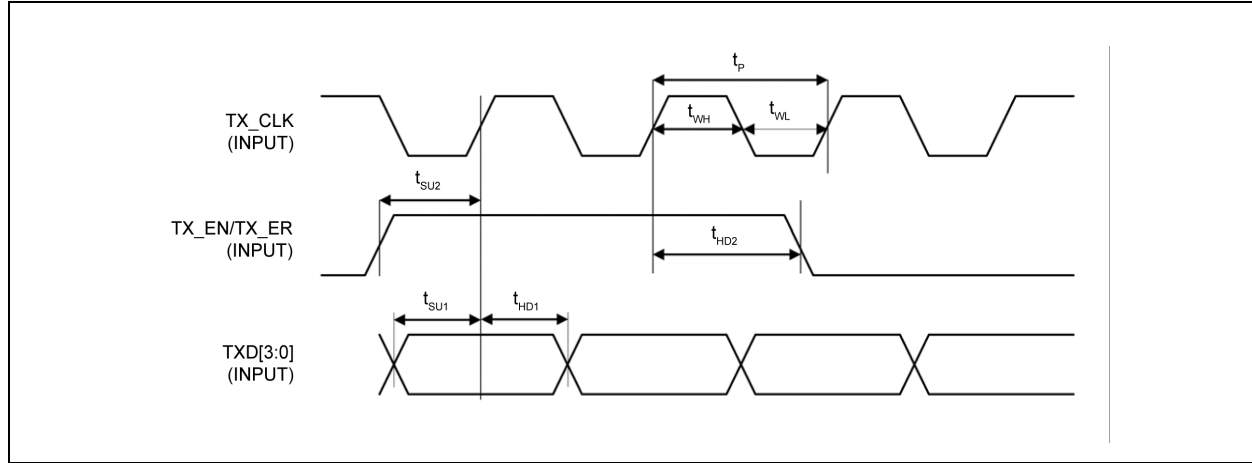 t_P
TX_CLK
(INPUT)
t_WH
t_WL
t_SU2
TX_EN/TX_ER
(INPUT)
t_HD2
t_SU1
t_HD1
TXD[3:0]
(INPUT)